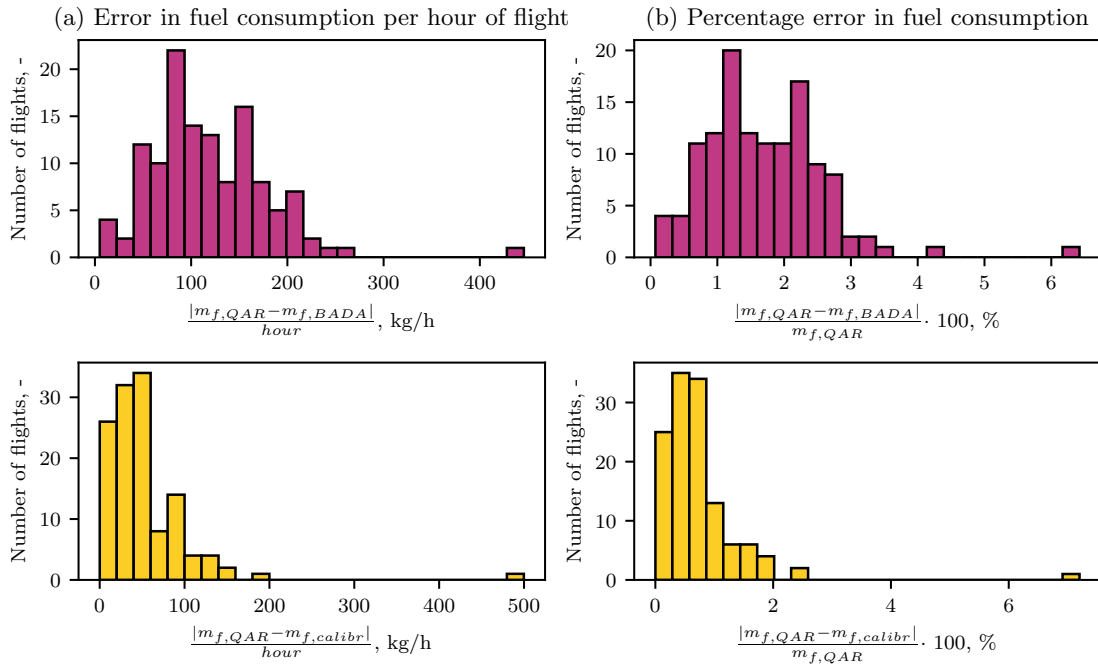 (a) Error in fuel consumption per hour of flight
Number of flights, -
20
15
10
5
0
0 100 200 300 400
|m_{f,QAR}−m_{f,BADA}| / hour, kg/h
(b) Percentage error in fuel consumption
Number of flights, -
20
15
10
5
0
0 1 2 3 4 5 6
|m_{f,QAR}−m_{f,BADA}| / m_{f,QAR} · 100, %
Number of flights, -
30
20
10
0
0 100 200 300 400 500
|m_{f,QAR}−m_{f,calibr}| / hour, kg/h
Number of flights, -
30
20
10
0
0 2 4 6
|m_{f,QAR}−m_{f,calibr}| / m_{f,QAR} · 100, %